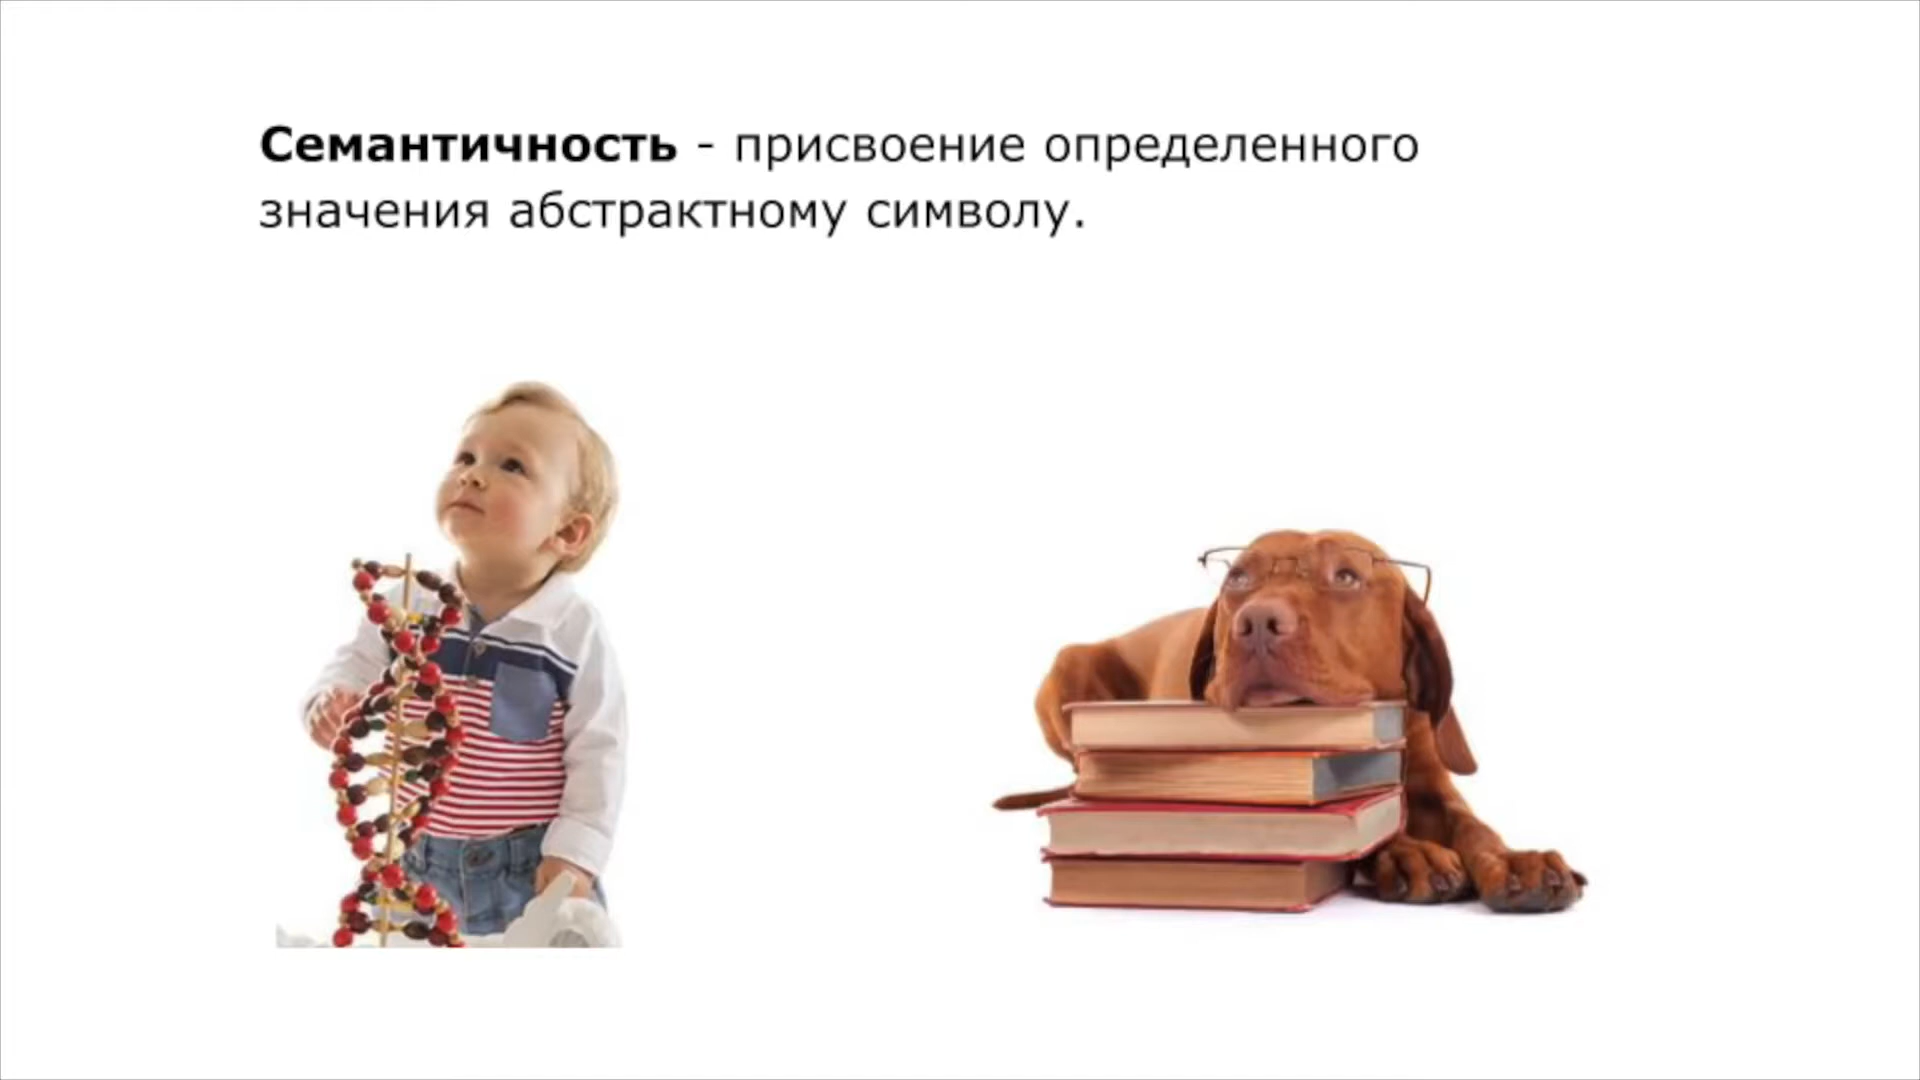 Семантичность - присвоение определенного
значения абстрактному символу.